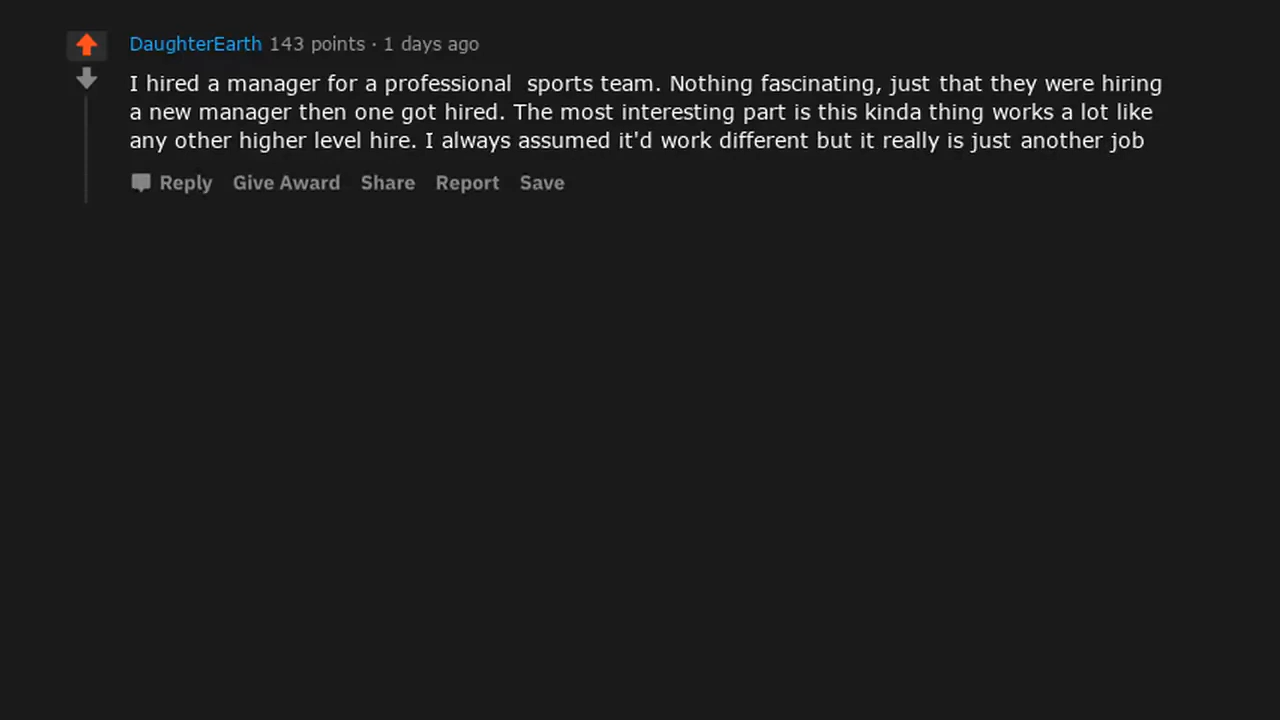 DaughterEarth 143 points · 1 days ago
I hired a manager for a professional  sports team. Nothing fascinating, just that they were hiring
a new manager then one got hired. The most interesting part is this kinda thing works a lot like
any other higher level hire. I always assumed it'd work different but it really is just another job
Reply Give Award Share Report Save